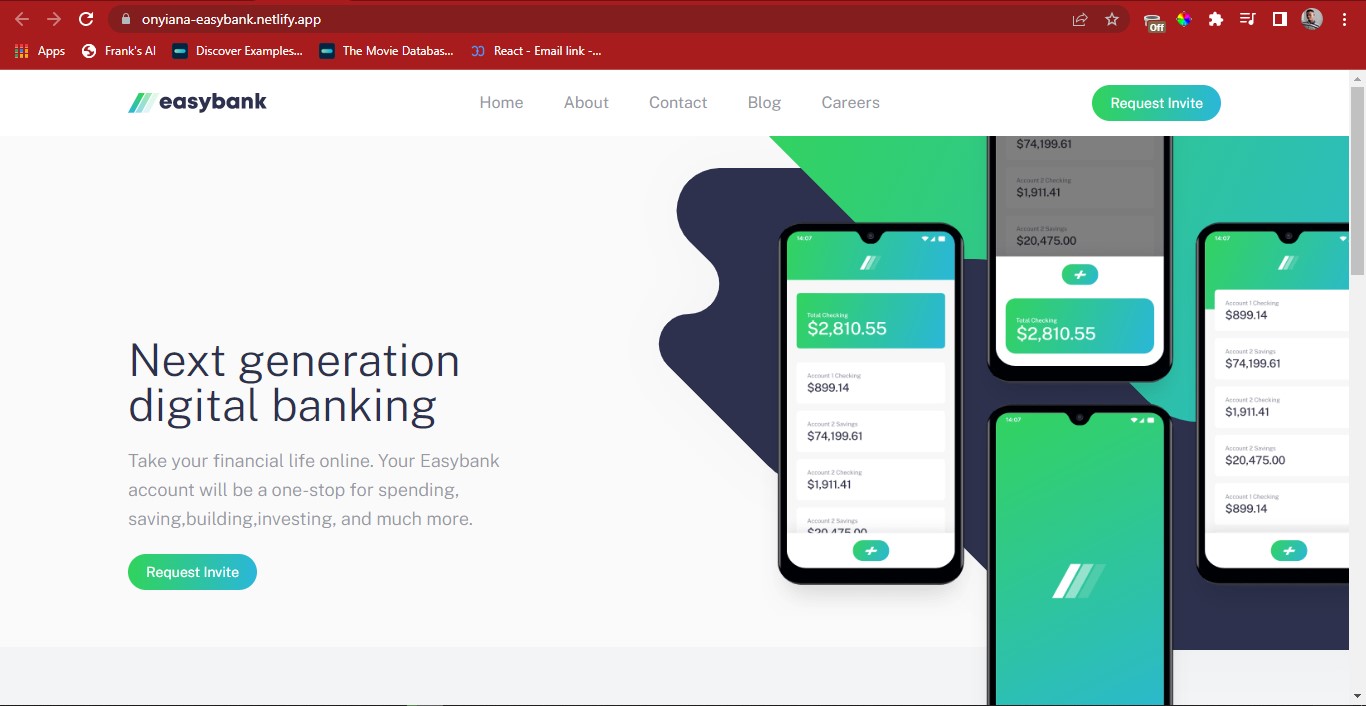 onyiana-easybank.netlify.app
Off
Apps
Frank's AI
Discover Examples...
The Movie Databas...
React - Email link -...
easybank
Home
About
Contact
Blog
Careers
Request Invite
Next generation
digital banking
Take your financial life online. Your Easybank
account will be a one-stop for spending,
saving,building,investing, and much more.
Request Invite
14:07
Total Checking
$2,810.55
Account 1 Checking
$899.14
Account 2 Savings
$74,199.61
Account 2 Checking
$1,911.41
Account 2 Savings
$20,475.00
$74,199.61
Account 2 Checking
$1,911.41
Account 2 Savings
$20,475.00
Total Checking
$2,810.55
14:07
14:07
Account 1 Checking
$899.14
Account 2 Savings
$74,199.61
Account 2 Checking
$1,911.41
Account 2 Savings
$20,475.00
Account 1 Checking
$899.14